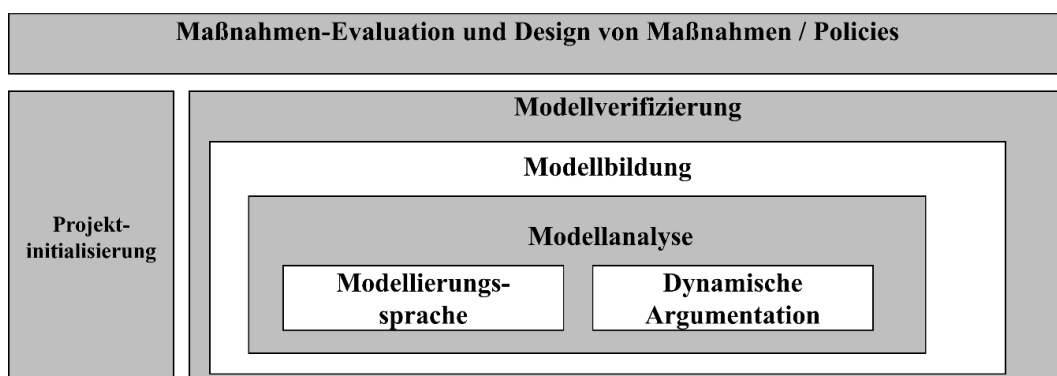 Maßnahmen-Evaluation und Design von Maßnahmen / Policies
Modellverifizierung
Modellbildung
Projekt-
initialisierung
Modellanalyse
Modellierungs-
sprache
Dynamische
Argumentation